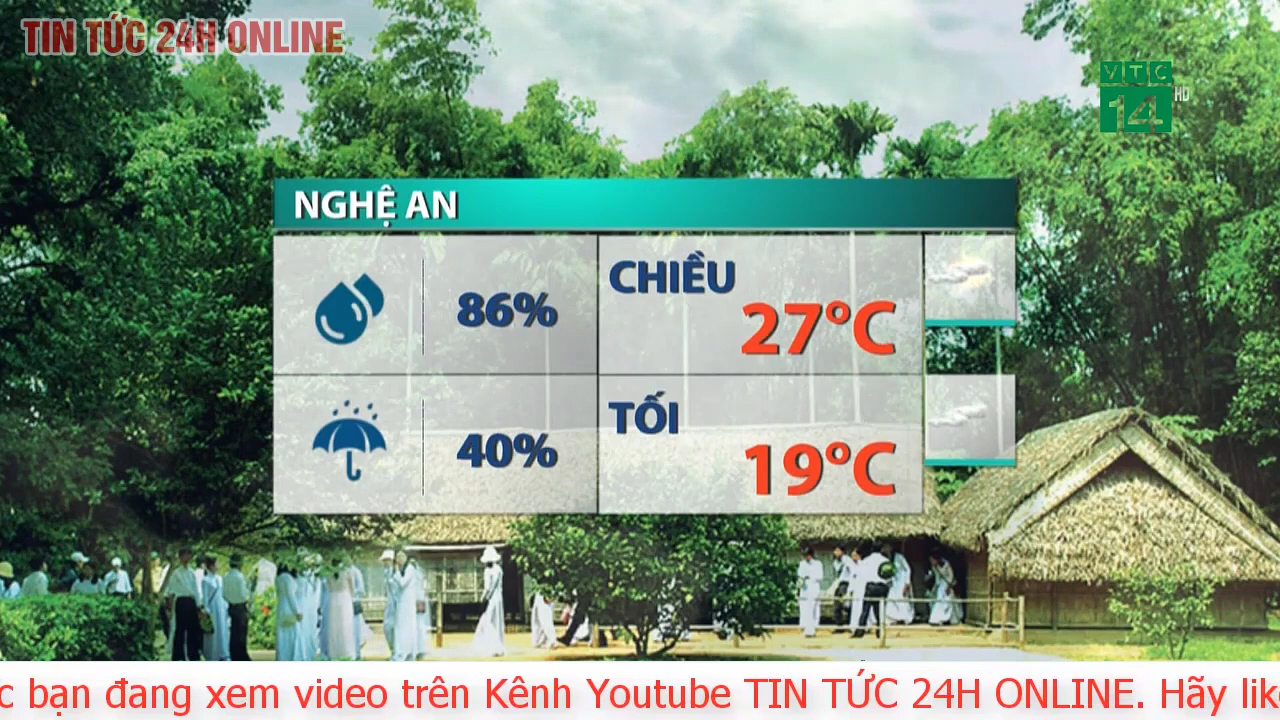 TIN TỨC 24H ONLINE
VTC
14 HD
NGHỆ AN
86%
CHIỀU
27°C
40%
TỐI
19°C
bạn đang xem video trên Kênh Youtube TIN TỨC 24H ONLINE. Hãy like